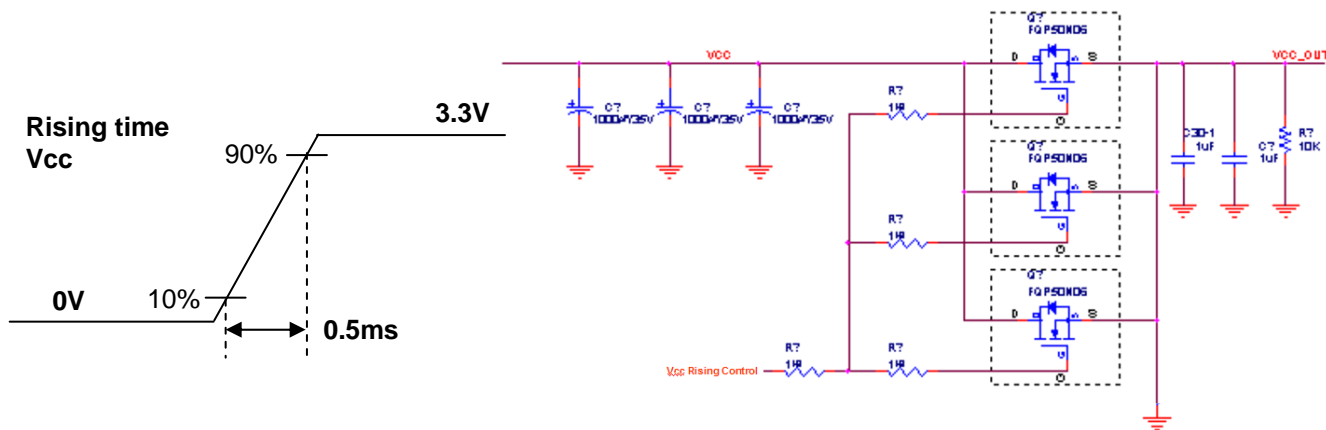 Rising time
Vcc
90%
10%
0V
3.3V
0.5ms
VCC
VCC_OUT
Q?
FQP50N06
D
S
G
R?
1K
C?
1000uF/35V
C?
1000uF/35V
C?
1000uF/35V
C30-1
1uF
C?
1uF
R?
10K
Q?
FQP50N06
D
S
G
R?
1K
Q?
FQP50N06
D
S
G
R?
1K
R?
1K
Vcc Rising Control